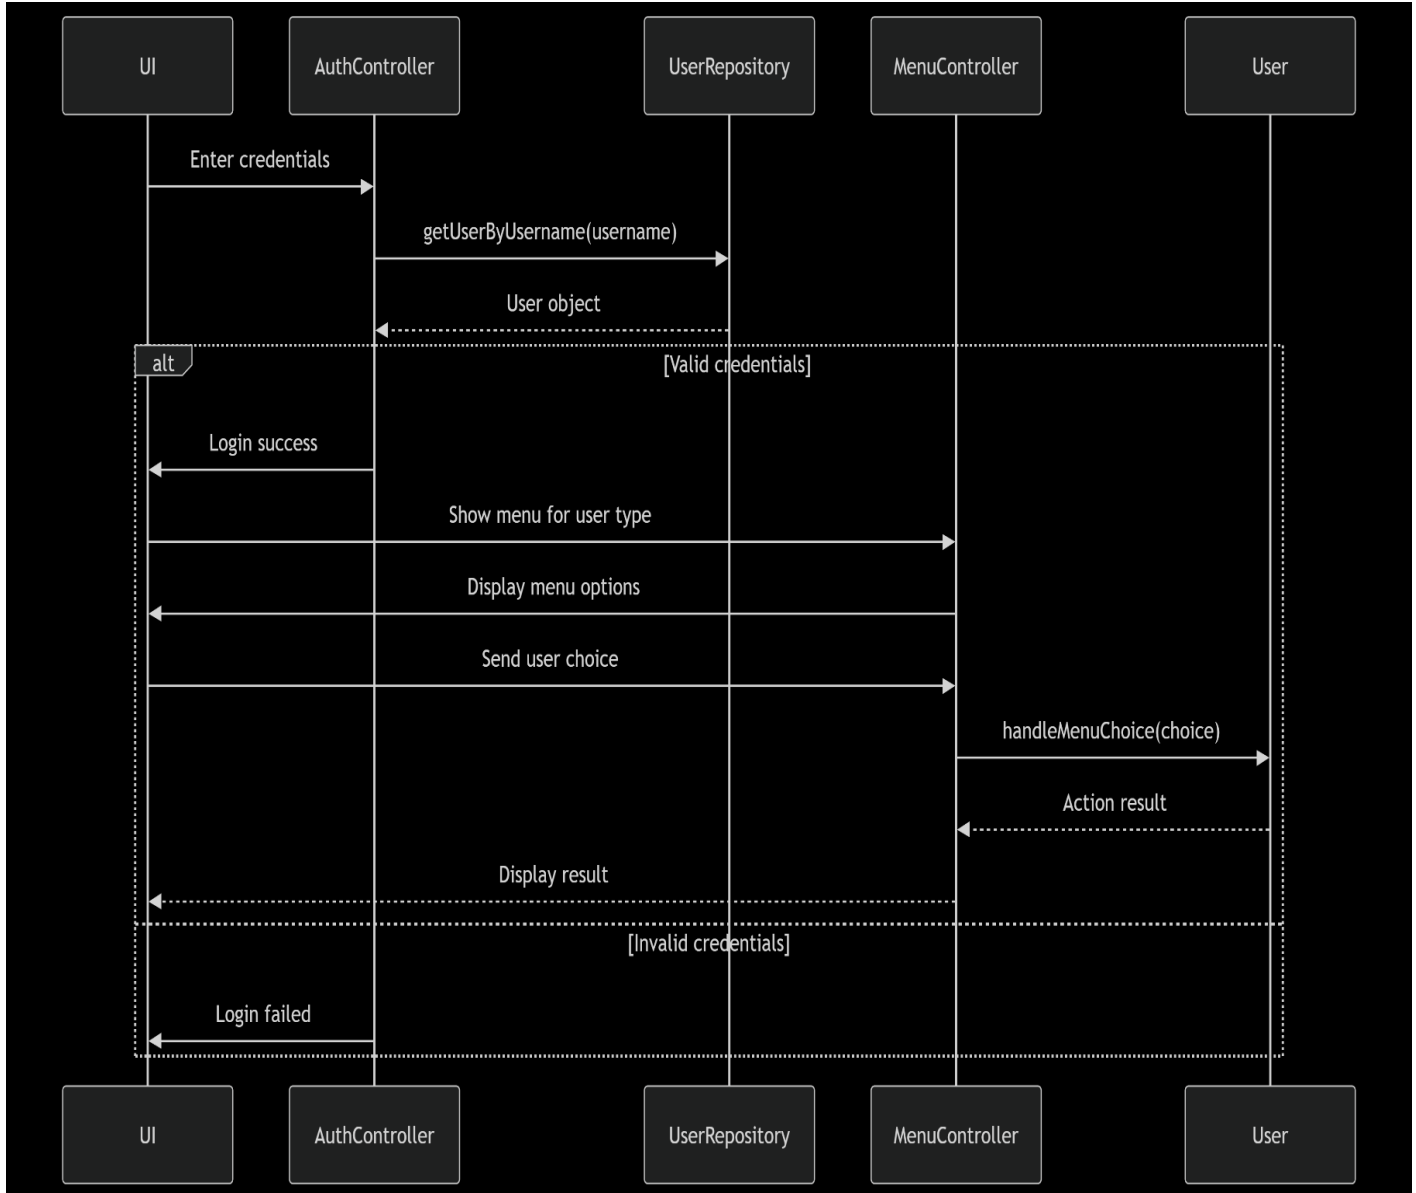 UI
AuthController
UserRepository
MenuController
User
Enter credentials
getUserByUsername(username)
User object
alt
[Valid credentials]
Login success
Show menu for user type
Display menu options
Send user choice
handleMenuChoice(choice)
Action result
Display result
[Invalid credentials]
Login failed
UI
AuthController
UserRepository
MenuController
User